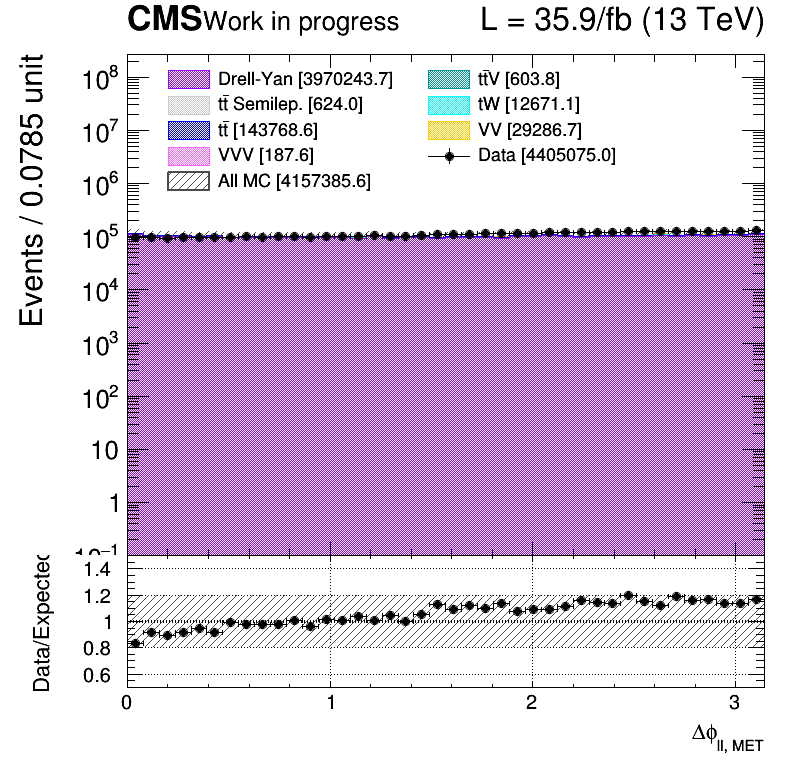 CMS Work in progress L = 35.9/fb (13 TeV)
Drell-Yan [3970243.7]
tt̄ Semilep. [624.0]
tt̄ [143768.6]
VVV [187.6]
All MC [4157385.6]
tt̄V [603.8]
tW [12671.1]
VV [29286.7]
Data [4405075.0]
Events / 0.0785 unit
10⁸
10⁷
10⁶
10⁵
10⁴
10³
10²
10
1
10⁻¹
Data/Expected
1.4
1.2
1
0.8
0.6
0 1 2 3
Δϕ_ll, MET